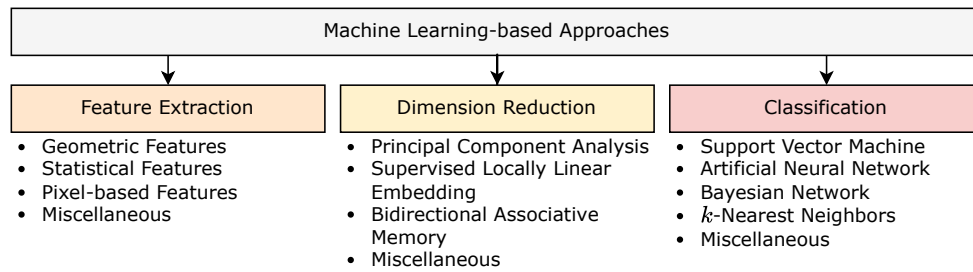 Machine Learning-based Approaches
Feature Extraction
• Geometric Features
• Statistical Features
• Pixel-based Features
• Miscellaneous
Dimension Reduction
• Principal Component Analysis
• Supervised Locally Linear
Embedding
• Bidirectional Associative
Memory
• Miscellaneous
Classification
• Support Vector Machine
• Artificial Neural Network
• Bayesian Network
• k-Nearest Neighbors
• Miscellaneous